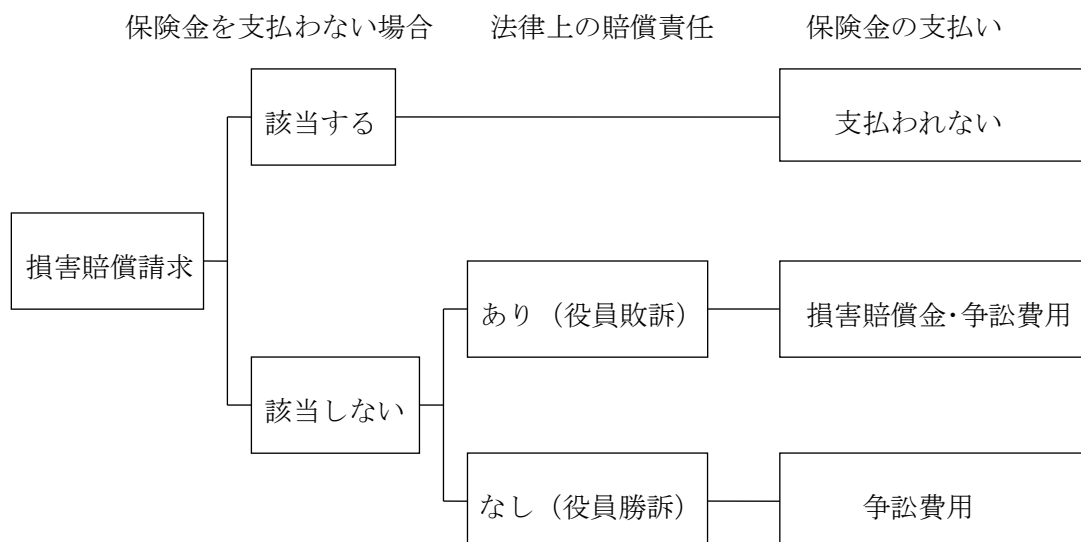 保険金を支払わない場合 法律上の賠償責任 保険金の支払い
該当する 支払われない
損害賠償請求
あり（役員敗訴） 損害賠償金･争訟費用
該当しない
なし（役員勝訴） 争訟費用